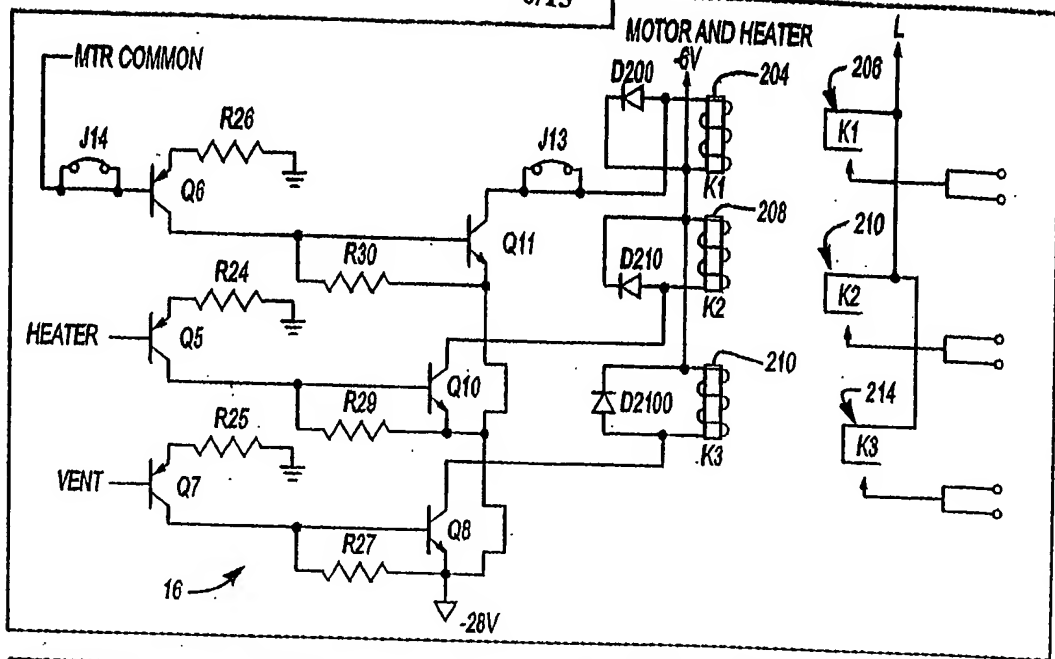 MTR COMMON
MOTOR AND HEATER
-6V
L
D200
204
206
K1
R26
J14
J13
Q6
K1
208
210
Q11
R30
D210
K2
R24
K2
HEATER
Q5
210
Q10
D2100
214
R29
K3
R25
K3
VENT
Q7
Q8
R27
16
-28V